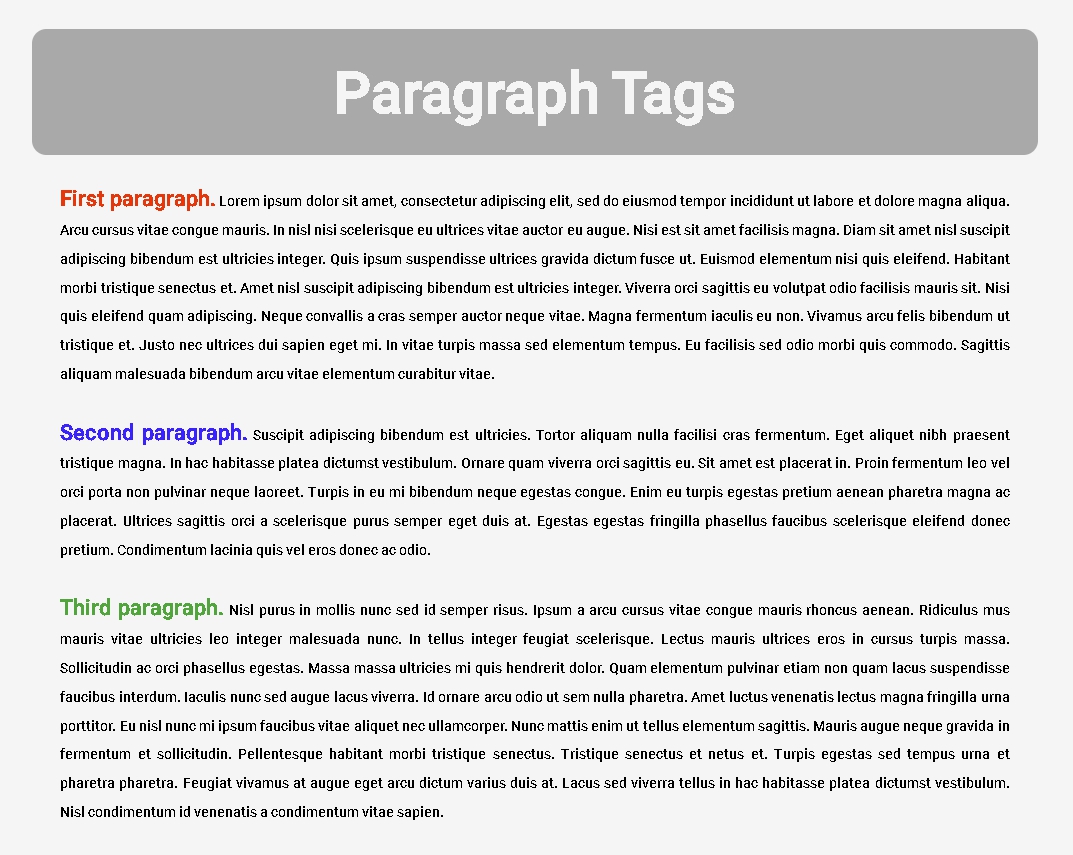 Paragraph Tags
First paragraph. Lorem ipsum dolor sit amet, consectetur adipiscing elit, sed do eiusmod tempor incididunt ut labore et dolore magna aliqua.
Arcu cursus vitae congue mauris. In nisl nisi scelerisque eu ultrices vitae auctor eu augue. Nisi est sit amet facilisis magna. Diam sit amet nisl suscipit
adipiscing bibendum est ultricies integer. Quis ipsum suspendisse ultrices gravida dictum fusce ut. Euismod elementum nisi quis eleifend. Habitant
morbi tristique senectus et. Amet nisl suscipit adipiscing bibendum est ultricies integer. Viverra orci sagittis eu volutpat odio facilisis mauris sit. Nisi
quis eleifend quam adipiscing. Neque convallis a cras semper auctor neque vitae. Magna fermentum iaculis eu non. Vivamus arcu felis bibendum ut
tristique et. Justo nec ultrices dui sapien eget mi. In vitae turpis massa sed elementum tempus. Eu facilisis sed odio morbi quis commodo. Sagittis
aliquam malesuada bibendum arcu vitae elementum curabitur vitae.
Second paragraph. Suscipit adipiscing bibendum est ultricies. Tortor aliquam nulla facilisi cras fermentum. Eget aliquet nibh praesent
tristique magna. In hac habitasse platea dictumst vestibulum. Ornare quam viverra orci sagittis eu. Sit amet est placerat in. Proin fermentum leo vel
orci porta non pulvinar neque laoreet. Turpis in eu mi bibendum neque egestas congue. Enim eu turpis egestas pretium aenean pharetra magna ac
placerat. Ultrices sagittis orci a scelerisque purus semper eget duis at. Egestas egestas fringilla phasellus faucibus scelerisque eleifend donec
pretium. Condimentum lacinia quis vel eros donec ac odio.
Third paragraph. Nisl purus in mollis nunc sed id semper risus. Ipsum a arcu cursus vitae congue mauris rhoncus aenean. Ridiculus mus
mauris vitae ultricies leo integer malesuada nunc. In tellus integer feugiat scelerisque. Lectus mauris ultrices eros in cursus turpis massa.
Sollicitudin ac orci phasellus egestas. Massa massa ultricies mi quis hendrerit dolor. Quam elementum pulvinar etiam non quam lacus suspendisse
faucibus interdum. Iaculis nunc sed augue lacus viverra. Id ornare arcu odio ut sem nulla pharetra. Amet luctus venenatis lectus magna fringilla urna
porttitor. Eu nisl nunc mi ipsum faucibus vitae aliquet nec ullamcorper. Nunc mattis enim ut tellus elementum sagittis. Mauris augue neque gravida in
fermentum et sollicitudin. Pellentesque habitant morbi tristique senectus. Tristique senectus et netus et. Turpis egestas sed tempus urna et
pharetra pharetra. Feugiat vivamus at augue eget arcu dictum varius duis at. Lacus sed viverra tellus in hac habitasse platea dictumst vestibulum.
Nisl condimentum id venenatis a condimentum vitae sapien.